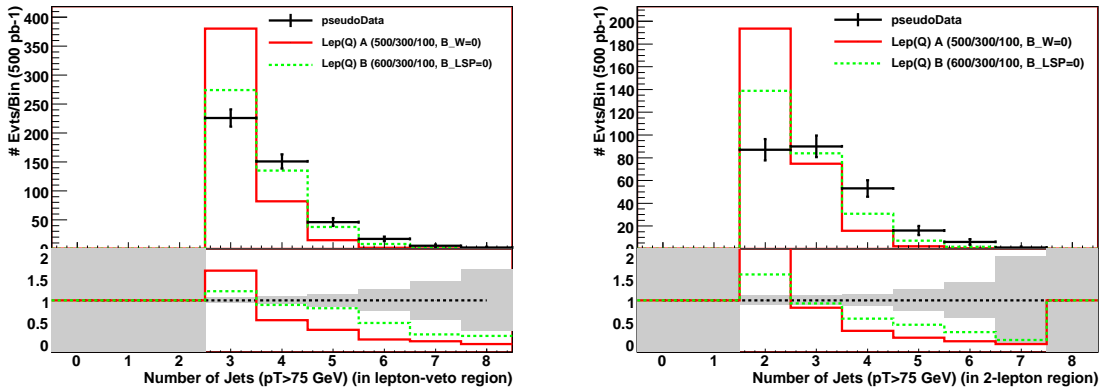 # Evts/Bin (500 pb-1)
400
350
300
250
200
150
100
50
0
pseudoData
Lep(Q) A (500/300/100, B_W=0)
Lep(Q) B (600/300/100, B_LSP=0)
2
1.5
1
0.5
0
0 1 2 3 4 5 6 7 8
Number of Jets (pT>75 GeV) (in lepton-veto region)
# Evts/Bin (500 pb-1)
200
180
160
140
120
100
80
60
40
20
0
pseudoData
Lep(Q) A (500/300/100, B_W=0)
Lep(Q) B (600/300/100, B_LSP=0)
2
1.5
1
0.5
0
0 1 2 3 4 5 6 7 8
Number of Jets (pT>75 GeV) (in 2-lepton region)